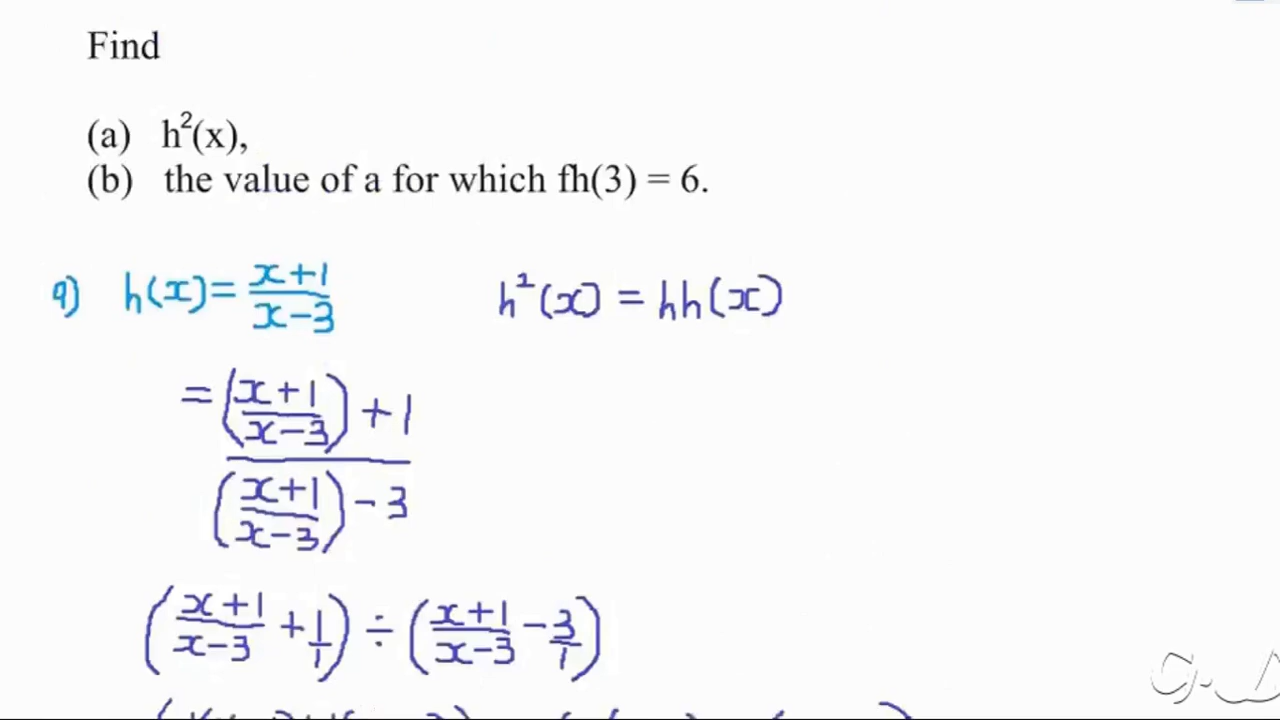 Find
(a) h²(x),
(b) the value of a for which fh(3) = 6.
a) h(x) = (x+1)/(x-3) h²(x) = hh(x)
= (((x+1)/(x-3)) + 1)/(((x+1)/(x-3)) - 3)
((x+1)/(x-3) + 1/1) ÷ ((x+1)/(x-3) - 3/1)